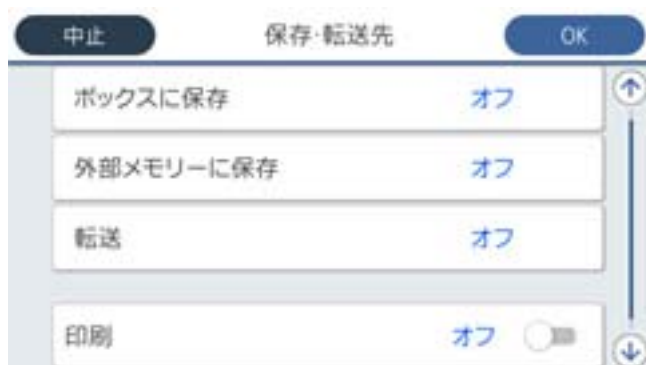 中止 保存·転送先 OK
ボックスに保存 オフ
外部メモリーに保存 オフ
転送 オフ
印刷 オフ